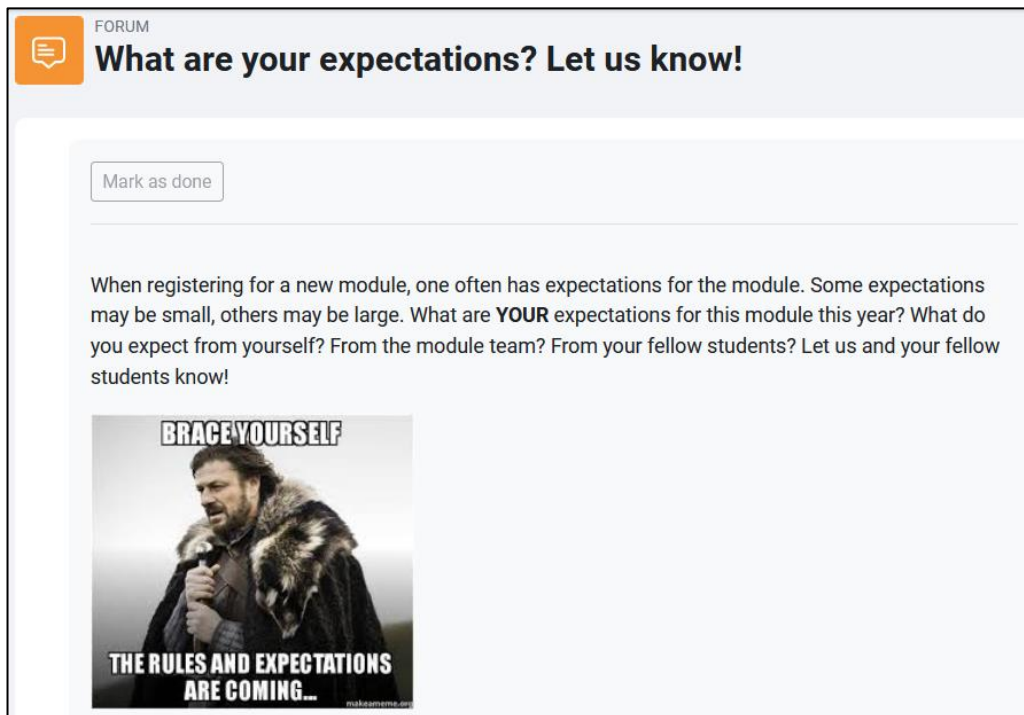 FORUM
What are your expectations? Let us know!
Mark as done
When registering for a new module, one often has expectations for the module. Some expectations
may be small, others may be large. What are YOUR expectations for this module this year? What do
you expect from yourself? From the module team? From your fellow students? Let us and your fellow
students know!
BRACE YOURSELF
THE RULES AND EXPECTATIONS
ARE COMING...
makeameme.org